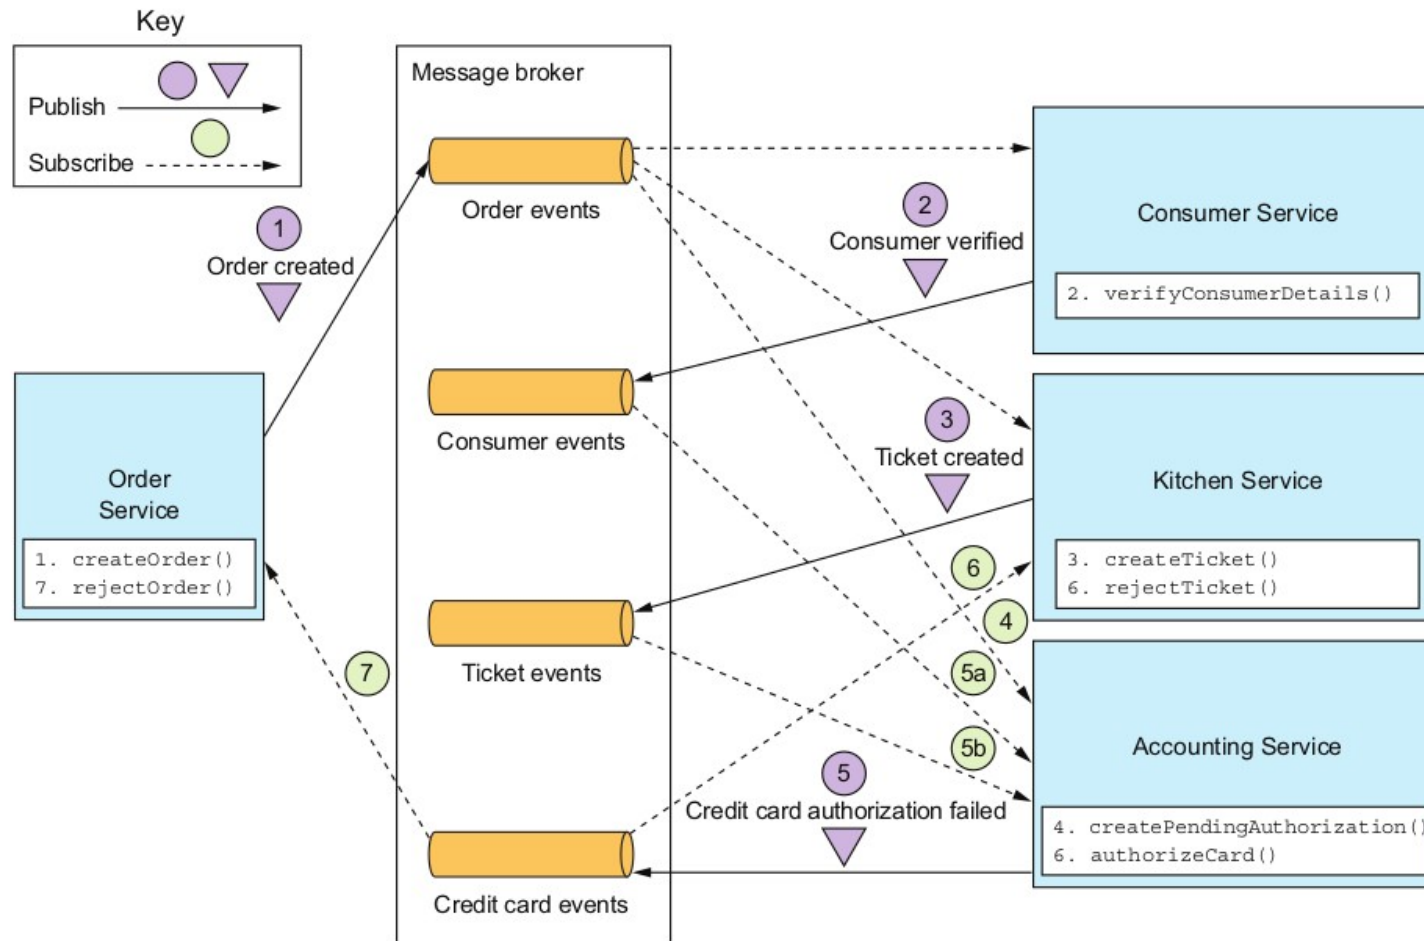 Key
Publish
Subscribe
Message broker
Order events
1
Order created
2
Consumer verified
Consumer Service
2. verifyConsumerDetails()
Consumer events
3
Ticket created
Kitchen Service
3. createTicket()
6. rejectTicket()
Order
Service
1. createOrder()
7. rejectOrder()
6
4
Ticket events
7
5a
5b
Accounting Service
4. createPendingAuthorization()
6. authorizeCard()
5
Credit card authorization failed
Credit card events